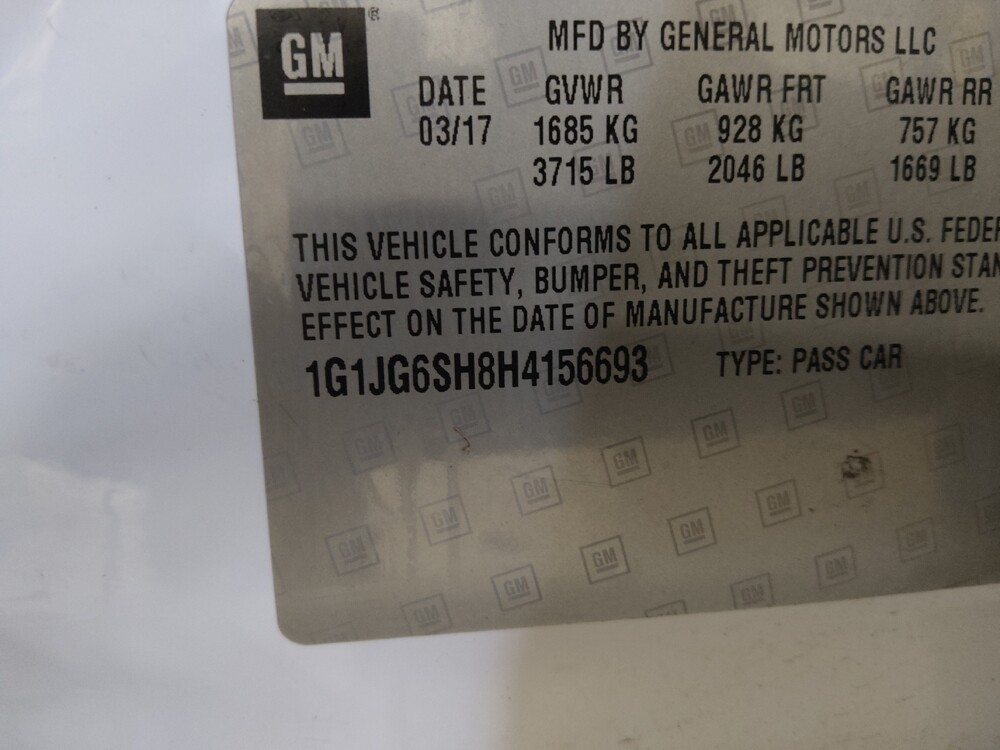 GM ®
MFD BY GENERAL MOTORS LLC
DATE GVWR GAWR FRT GAWR RR
03/17 1685 KG 928 KG 757 KG
3715 LB 2046 LB 1669 LB
THIS VEHICLE CONFORMS TO ALL APPLICABLE U.S. FEDER
VEHICLE SAFETY, BUMPER, AND THEFT PREVENTION STAN
EFFECT ON THE DATE OF MANUFACTURE SHOWN ABOVE.
1G1JG6SH8H4156693 TYPE: PASS CAR